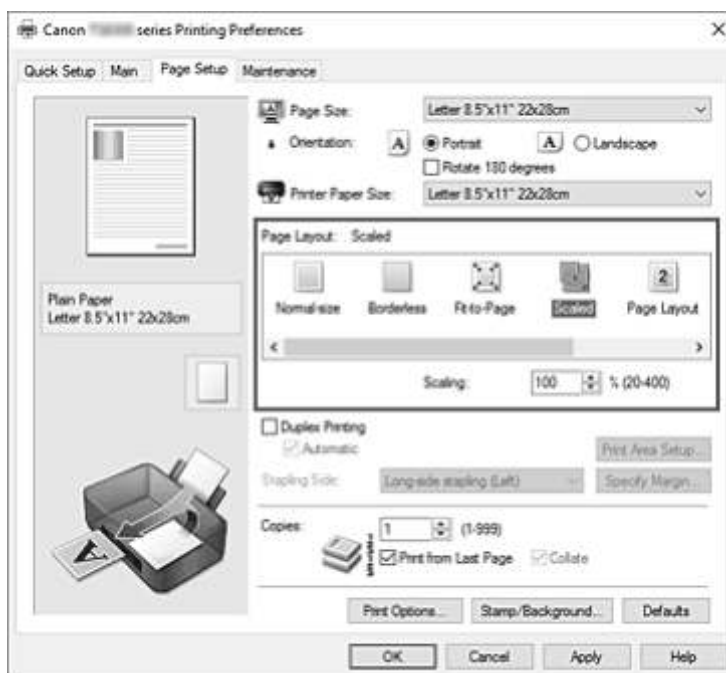 Canon series Printing Preferences
Quick Setup Main Page Setup Maintenance
Page Size: Letter 8.5"x11" 22x28cm
Orientation: A Portrait A Landscape
Rotate 180 degrees
Printer Paper Size: Letter 8.5"x11" 22x28cm
Page Layout: Scaled
Normal-size Borderless Fit-to-Page Scaled 2 Page Layout
Plain Paper
Letter 8.5"x11" 22x28cm
Scaling: 100 % (20-400)
Duplex Printing
Automatic Print Area Setup...
Stapling Side: Long-side stapling (Left) Specify Margin...
Copies: 1 (1-999)
Print from Last Page Collate
A
Print Options... Stamp/Background... Defaults
OK Cancel Apply Help